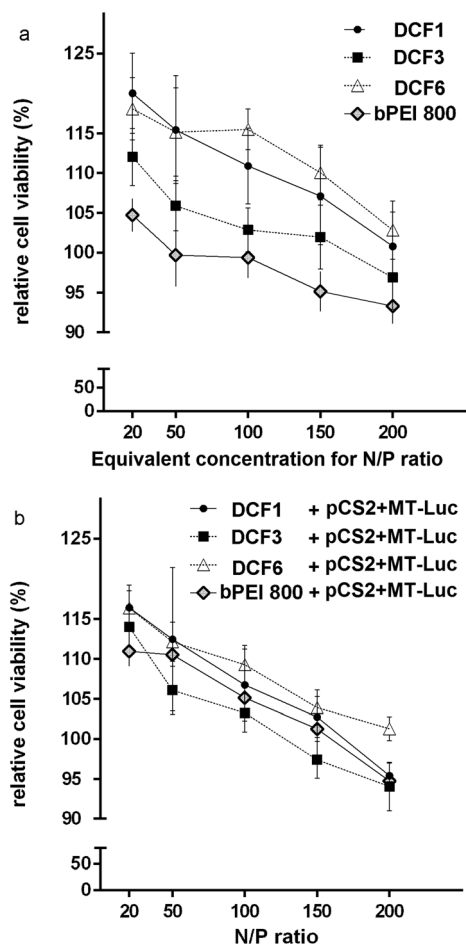 a
DCF1
DCF3
DCF6
bPEI 800
relative cell viability (%)
125
120
115
110
105
100
95
90
50
0
20 50 100 150 200
Equivalent concentration for N/P ratio
b
DCF1 + pCS2+MT-Luc
DCF3 + pCS2+MT-Luc
DCF6 + pCS2+MT-Luc
bPEI 800 + pCS2+MT-Luc
relative cell viability (%)
125
115
110
105
100
95
90
50
0
20 50 100 150 200
N/P ratio